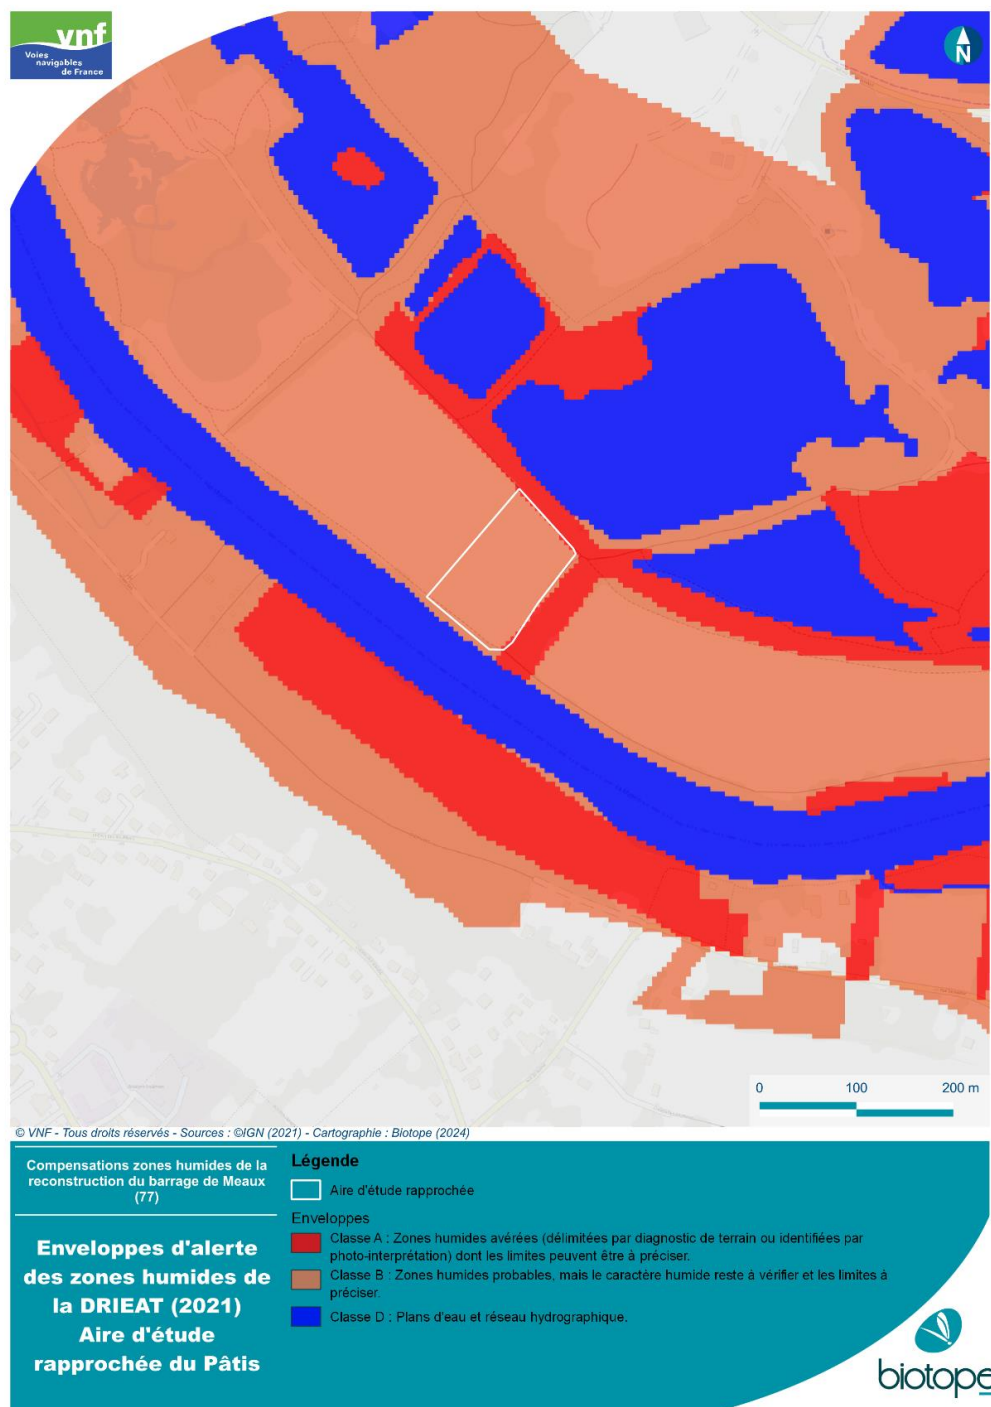 vnf
Voies
navigables
de France
N
0 100 200 m
© VNF - Tous droits réservés - Sources : ©IGN (2021) - Cartographie : Biotope (2024)
Compensations zones humides de la
reconstruction du barrage de Meaux
(77)
Enveloppes d'alerte
des zones humides de
la DRIEAT (2021)
Aire d'étude
rapprochée du Pâtis
Légende
Aire d'étude rapprochée
Enveloppes
Classe A : Zones humides avérées (délimitées par diagnostic de terrain ou identifiées par
photo-interprétation) dont les limites peuvent être à préciser.
Classe B : Zones humides probables, mais le caractère humide reste à vérifier et les limites à
préciser.
Classe D : Plans d'eau et réseau hydrographique.
biotope